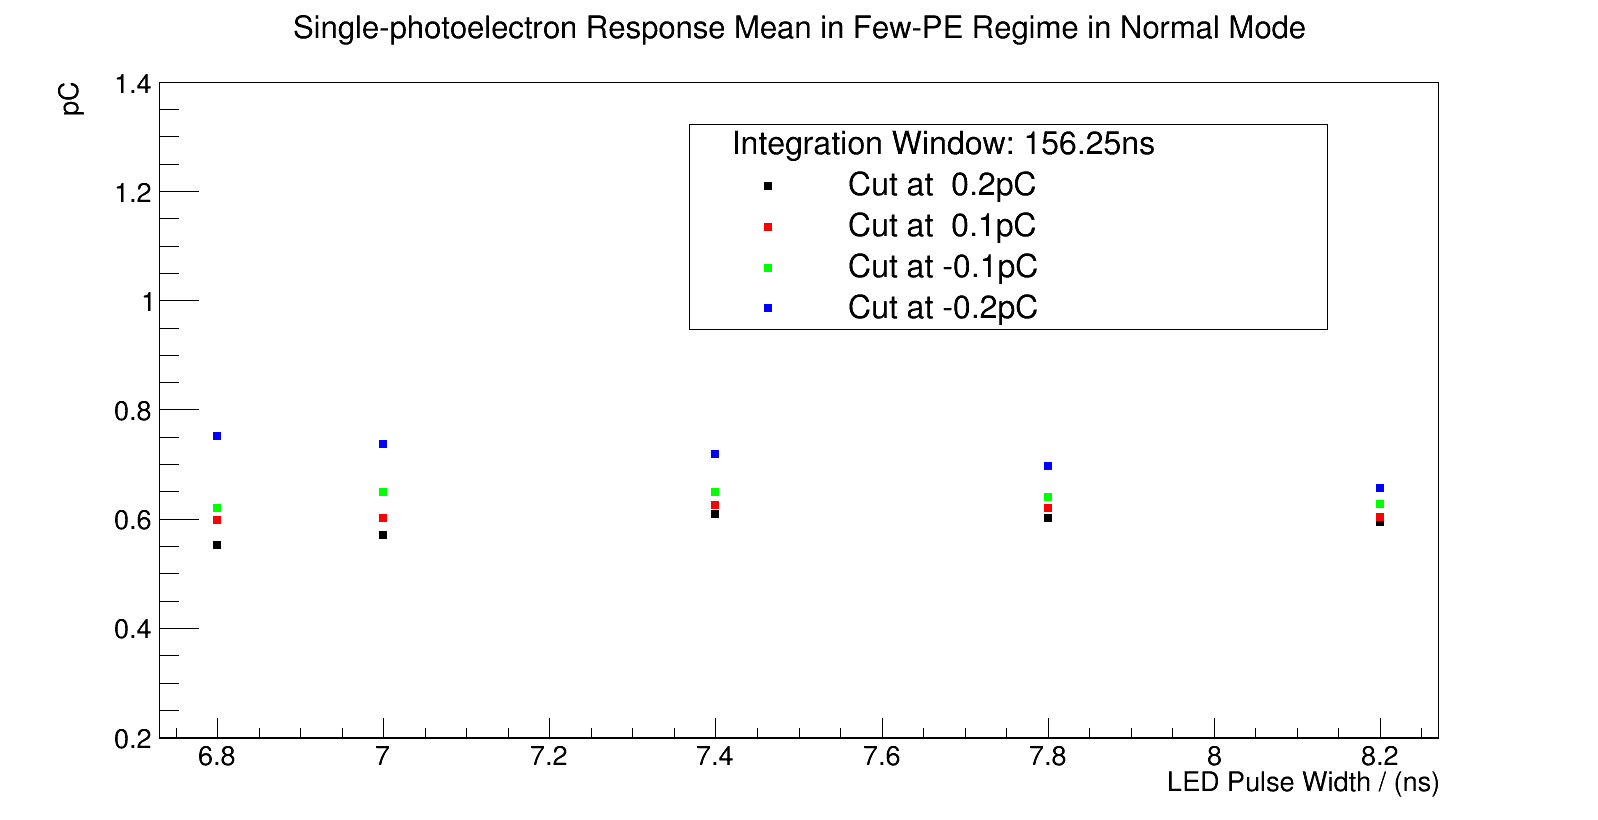 Single-photoelectron Response Mean in Few-PE Regime in Normal Mode
pC
1.4
1.2
1
0.8
0.6
0.4
0.2
Integration Window: 156.25ns
Cut at 0.2pC
Cut at 0.1pC
Cut at -0.1pC
Cut at -0.2pC
6.8 7 7.2 7.4 7.6 7.8 8 8.2
LED Pulse Width / (ns)